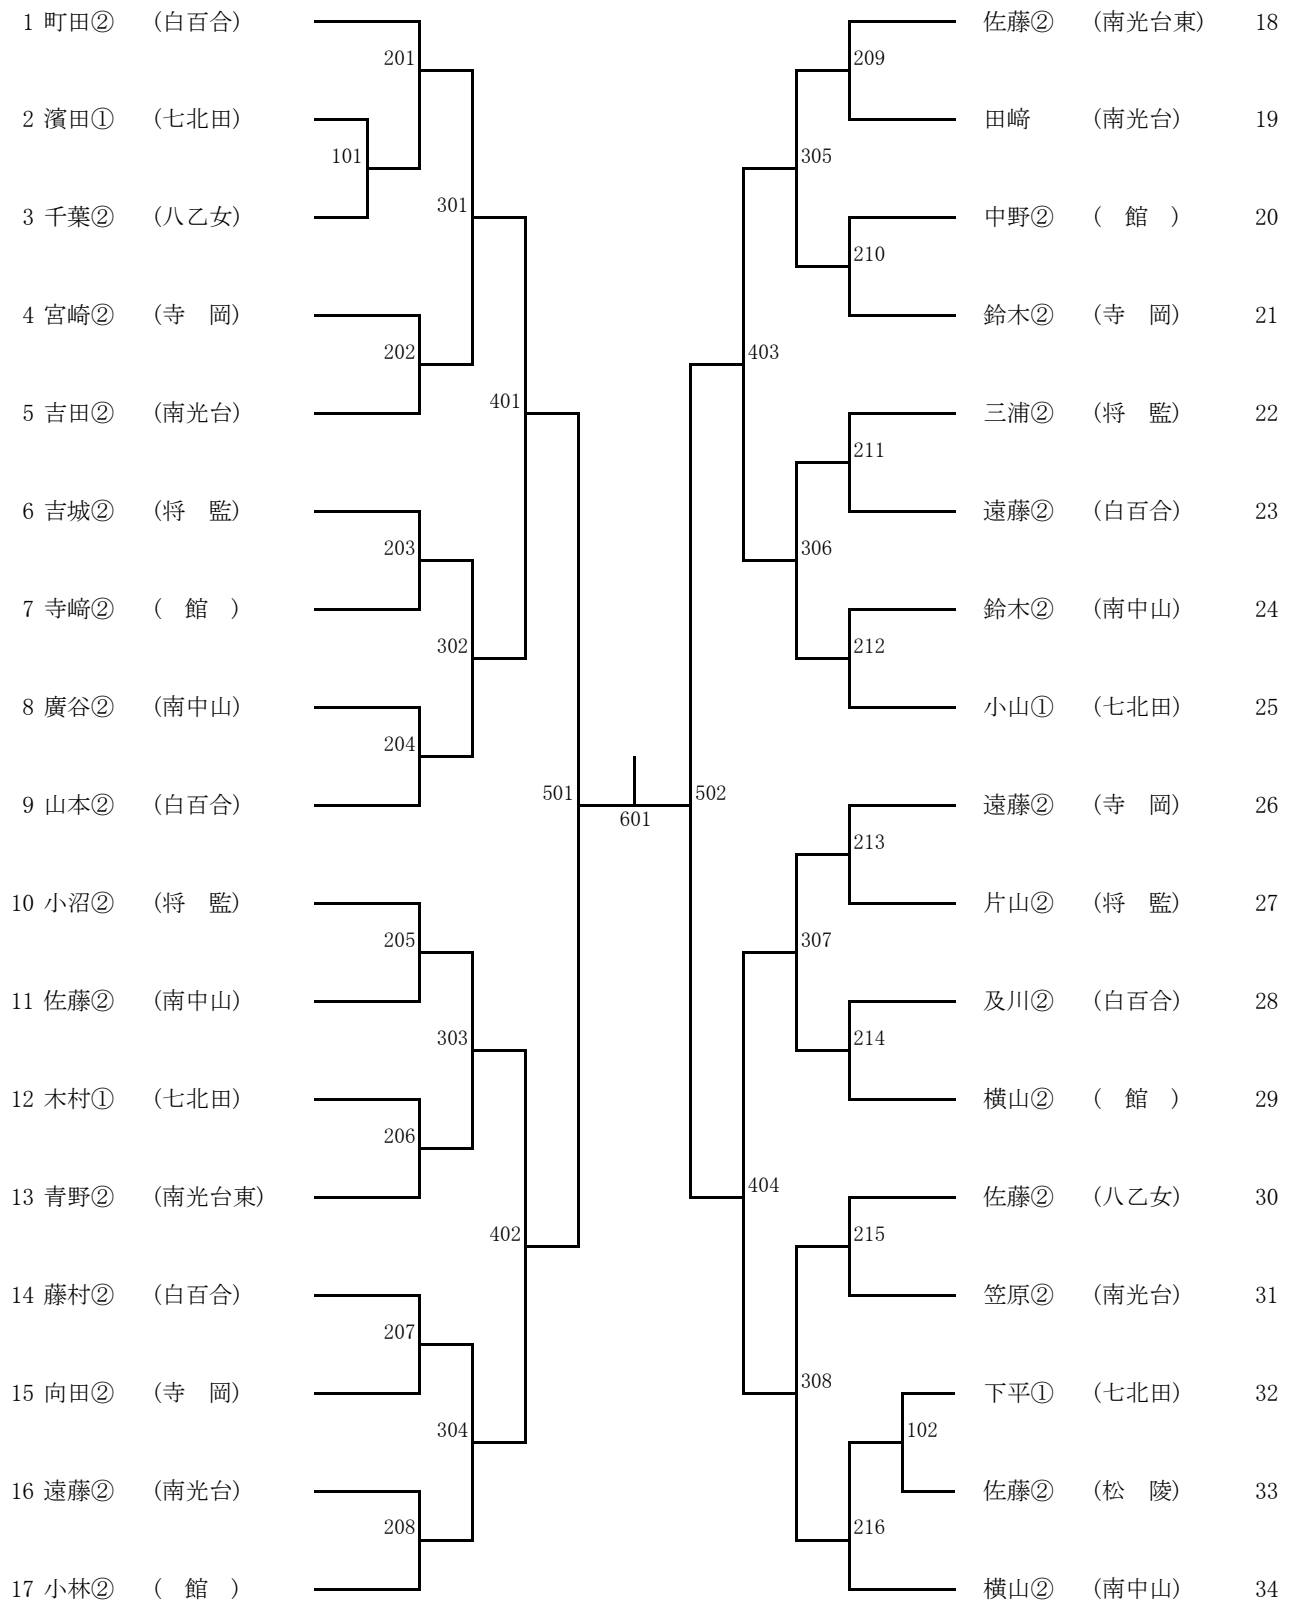 1 町田② (白百合)
201
2 濱田① (七北田)
101
3 千葉② (八乙女)
301
4 宮崎② (寺　岡)
202
5 吉田② (南光台)
401
6 吉城② (将　監)
203
7 寺﨑② (　館　)
302
8 廣谷② (南中山)
204
9 山本② (白百合)
501
10 小沼② (将　監)
205
11 佐藤② (南中山)
303
12 木村① (七北田)
206
13 青野② (南光台東)
402
14 藤村② (白百合)
207
15 向田② (寺　岡)
304
16 遠藤② (南光台)
208
17 小林② (　館　)
601
佐藤② (南光台東) 18
209
田﨑 (南光台) 19
305
中野② (　館　) 20
210
鈴木② (寺　岡) 21
403
三浦② (将　監) 22
211
遠藤② (白百合) 23
306
鈴木② (南中山) 24
212
小山① (七北田) 25
502
遠藤② (寺　岡) 26
213
片山② (将　監) 27
307
及川② (白百合) 28
214
横山② (　館　) 29
404
佐藤② (八乙女) 30
215
笠原② (南光台) 31
308
下平① (七北田) 32
102
佐藤② (松　陵) 33
216
横山② (南中山) 34